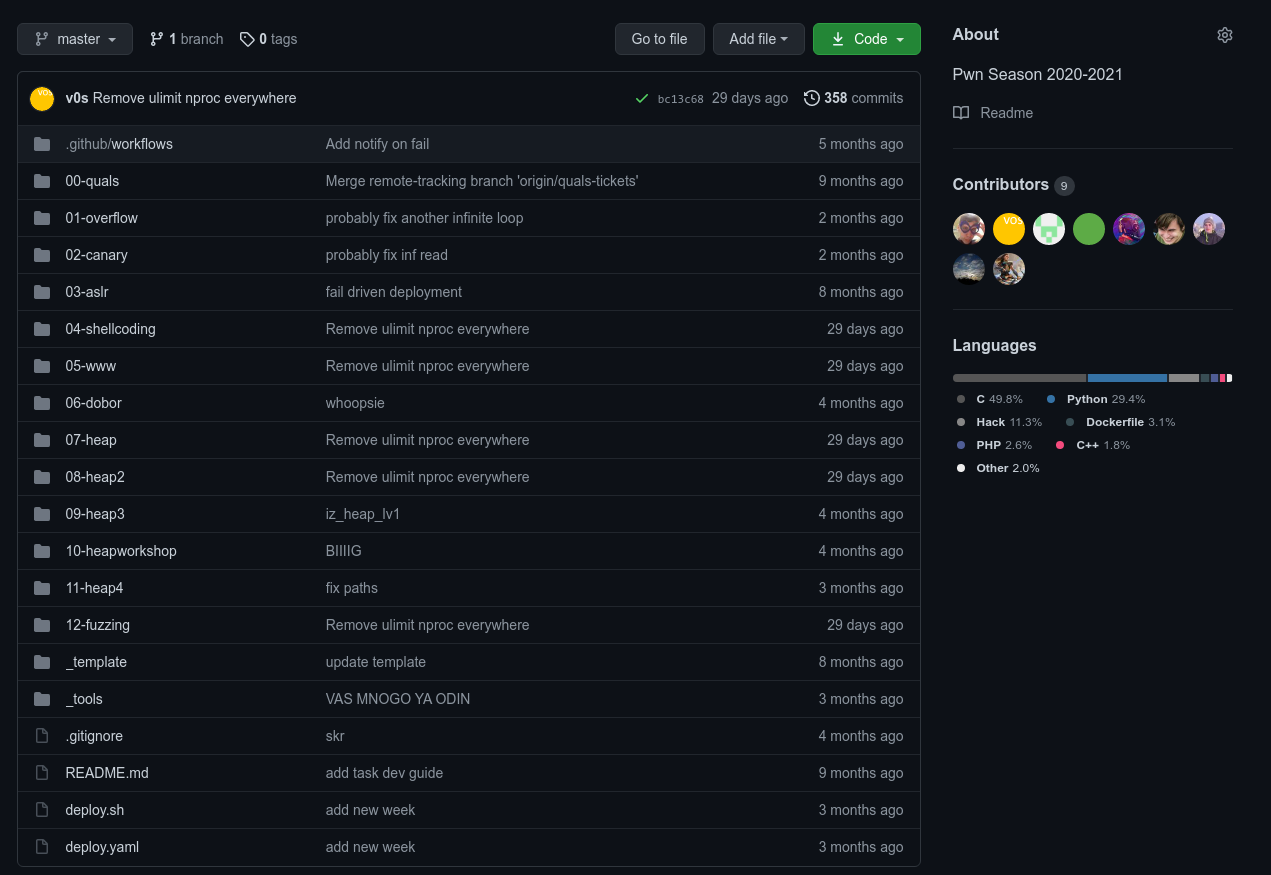 master 1 branch 0 tags Go to file Add file Code
v0s Remove ulimit nproc everywhere bc13c68 29 days ago 358 commits
.github/workflows Add notify on fail 5 months ago
00-quals Merge remote-tracking branch 'origin/quals-tickets' 9 months ago
01-overflow probably fix another infinite loop 2 months ago
02-canary probably fix inf read 2 months ago
03-aslr fail driven deployment 8 months ago
04-shellcoding Remove ulimit nproc everywhere 29 days ago
05-www Remove ulimit nproc everywhere 29 days ago
06-dobor whoopsie 4 months ago
07-heap Remove ulimit nproc everywhere 29 days ago
08-heap2 Remove ulimit nproc everywhere 29 days ago
09-heap3 iz_heap_lv1 4 months ago
10-heapworkshop BIIIIG 4 months ago
11-heap4 fix paths 3 months ago
12-fuzzing Remove ulimit nproc everywhere 29 days ago
_template update template 8 months ago
_tools VAS MNOGO YA ODIN 3 months ago
.gitignore skr 4 months ago
README.md add task dev guide 9 months ago
deploy.sh add new week 3 months ago
deploy.yaml add new week 3 months ago
About
Pwn Season 2020-2021
Readme
Contributors 9
VOS
Languages
C 49.8% Python 29.4%
Hack 11.3% Dockerfile 3.1%
PHP 2.6% C++ 1.8%
Other 2.0%